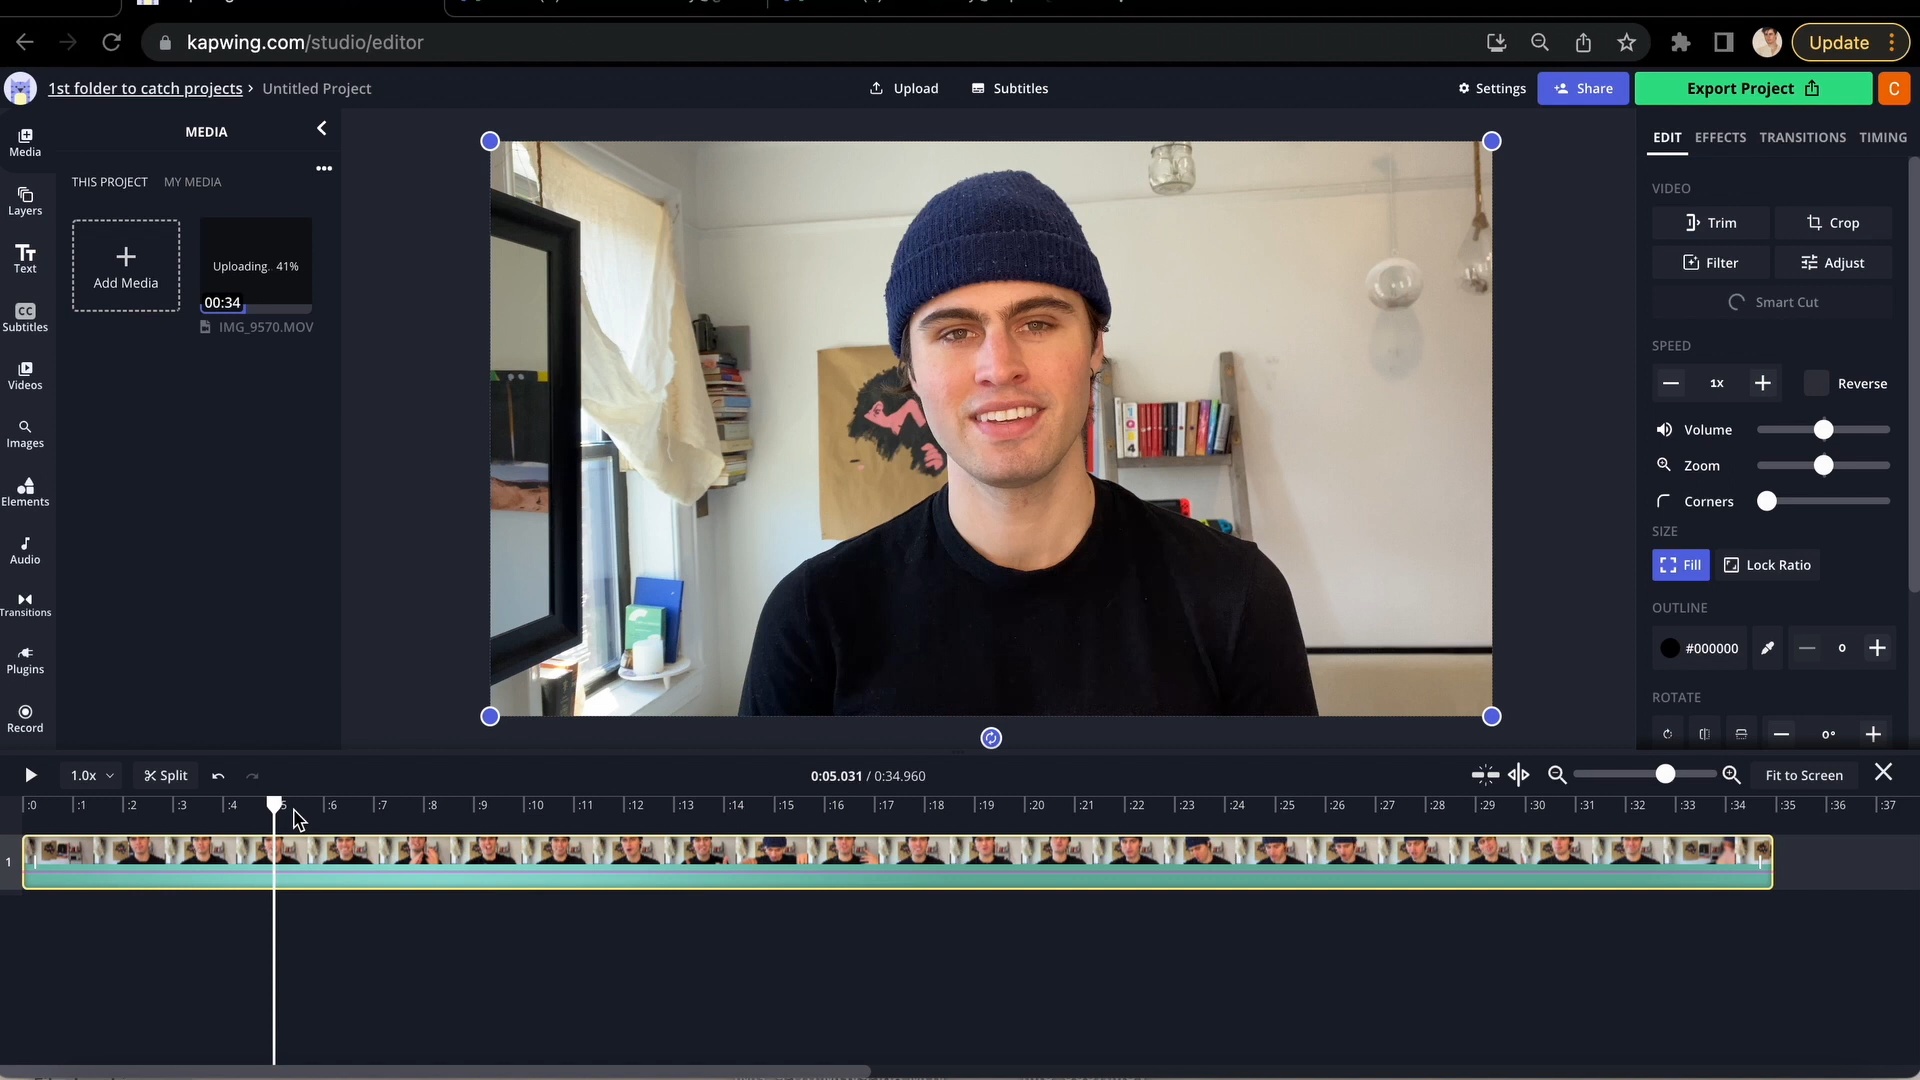 kapwing.com/studio/editor
Update
1st folder to catch projects › Untitled Project
Upload
Subtitles
Settings
Share
Export Project
C
MEDIA
THIS PROJECT
MY MEDIA
Add Media
Uploading. 41%
00:34
IMG_9570.MOV
Media
Layers
Text
Subtitles
Videos
Images
Elements
Audio
Transitions
Plugins
Record
EDIT
EFFECTS
TRANSITIONS
TIMING
VIDEO
Trim
Crop
Filter
Adjust
Smart Cut
SPEED
1x
Reverse
Volume
Zoom
Corners
SIZE
Fill
Lock Ratio
OUTLINE
#000000
0
ROTATE
0°
1.0x
Split
0:05.031 / 0:34.960
Fit to Screen
:0 :1 :2 :3 :4 :5 :6 :7 :8 :9 :10 :11 :12 :13 :14 :15 :16 :17 :18 :19 :20 :21 :22 :23 :24 :25 :26 :27 :28 :29 :30 :31 :32 :33 :34 :35 :36 :37
1